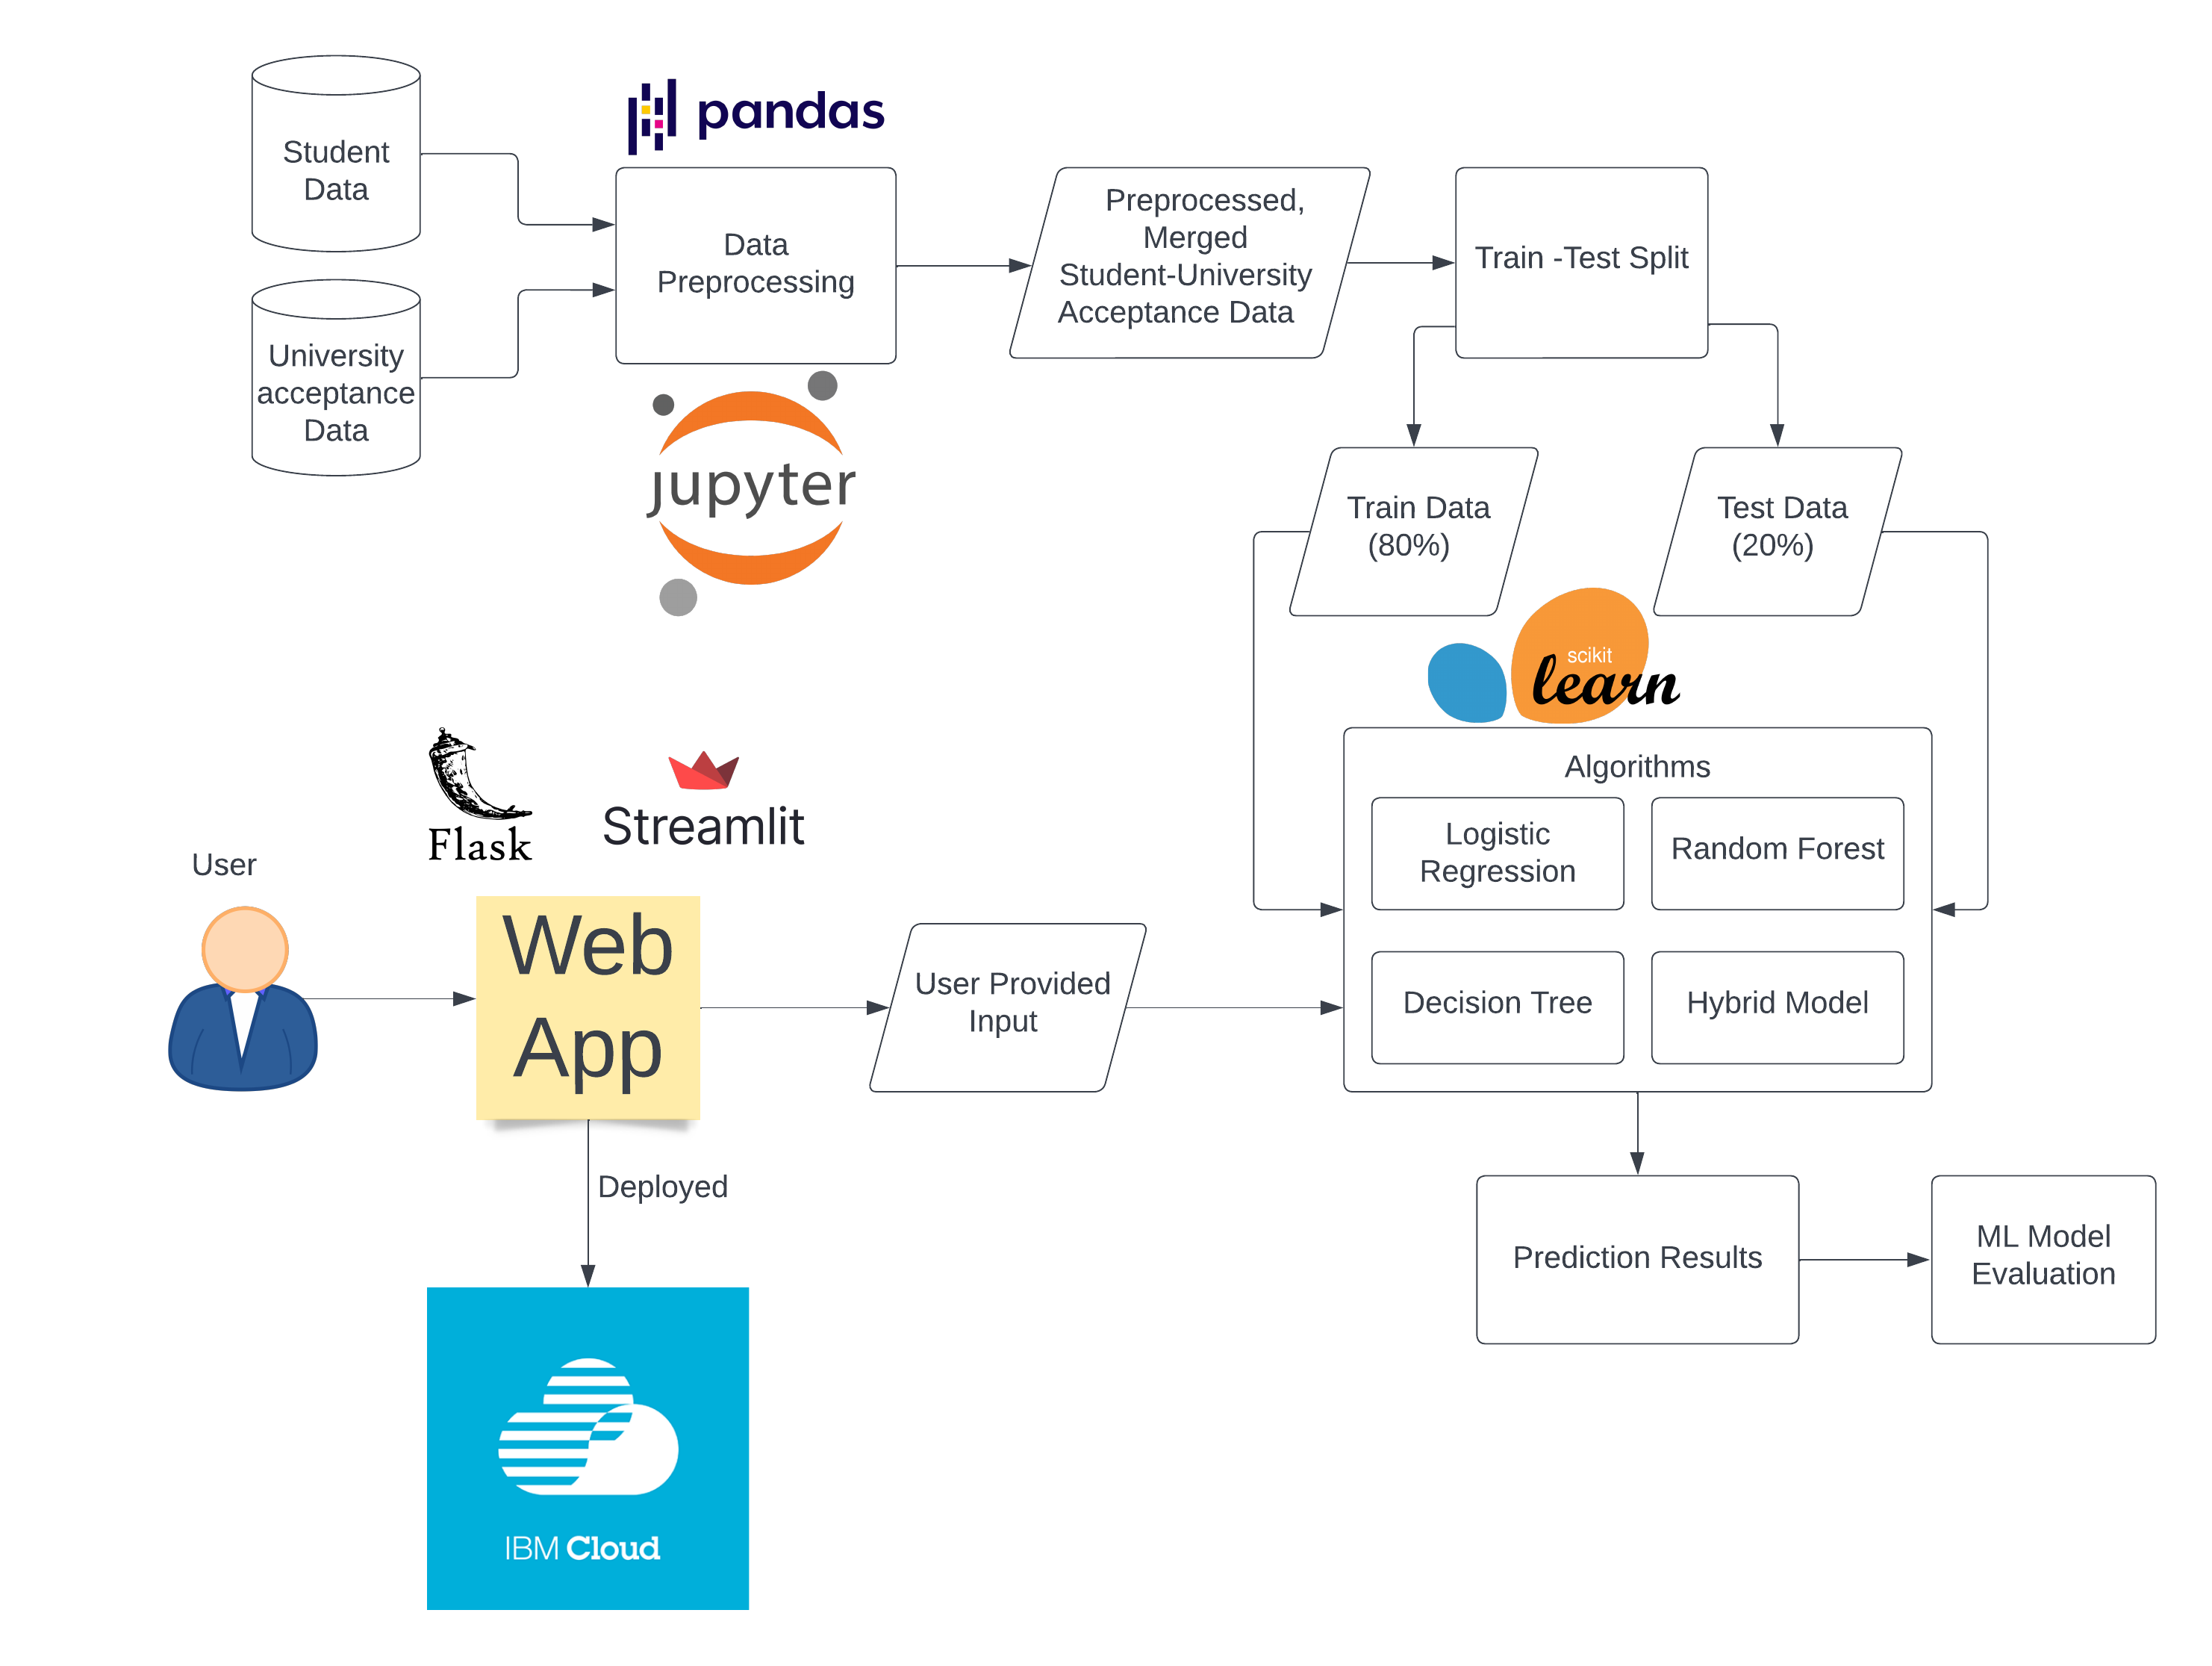 Student
Data
pandas
Data
Preprocessing
Preprocessed,
Merged
Student-University
Acceptance Data
Train -Test Split
University
acceptance
Data
jupyter
Train Data
(80%)
Test Data
(20%)
scikit
learn
Algorithms
Logistic
Regression
Random Forest
Decision Tree
Hybrid Model
Flask
Streamlit
User
Web
App
User Provided
Input
Deployed
Prediction Results
ML Model
Evaluation
IBM Cloud